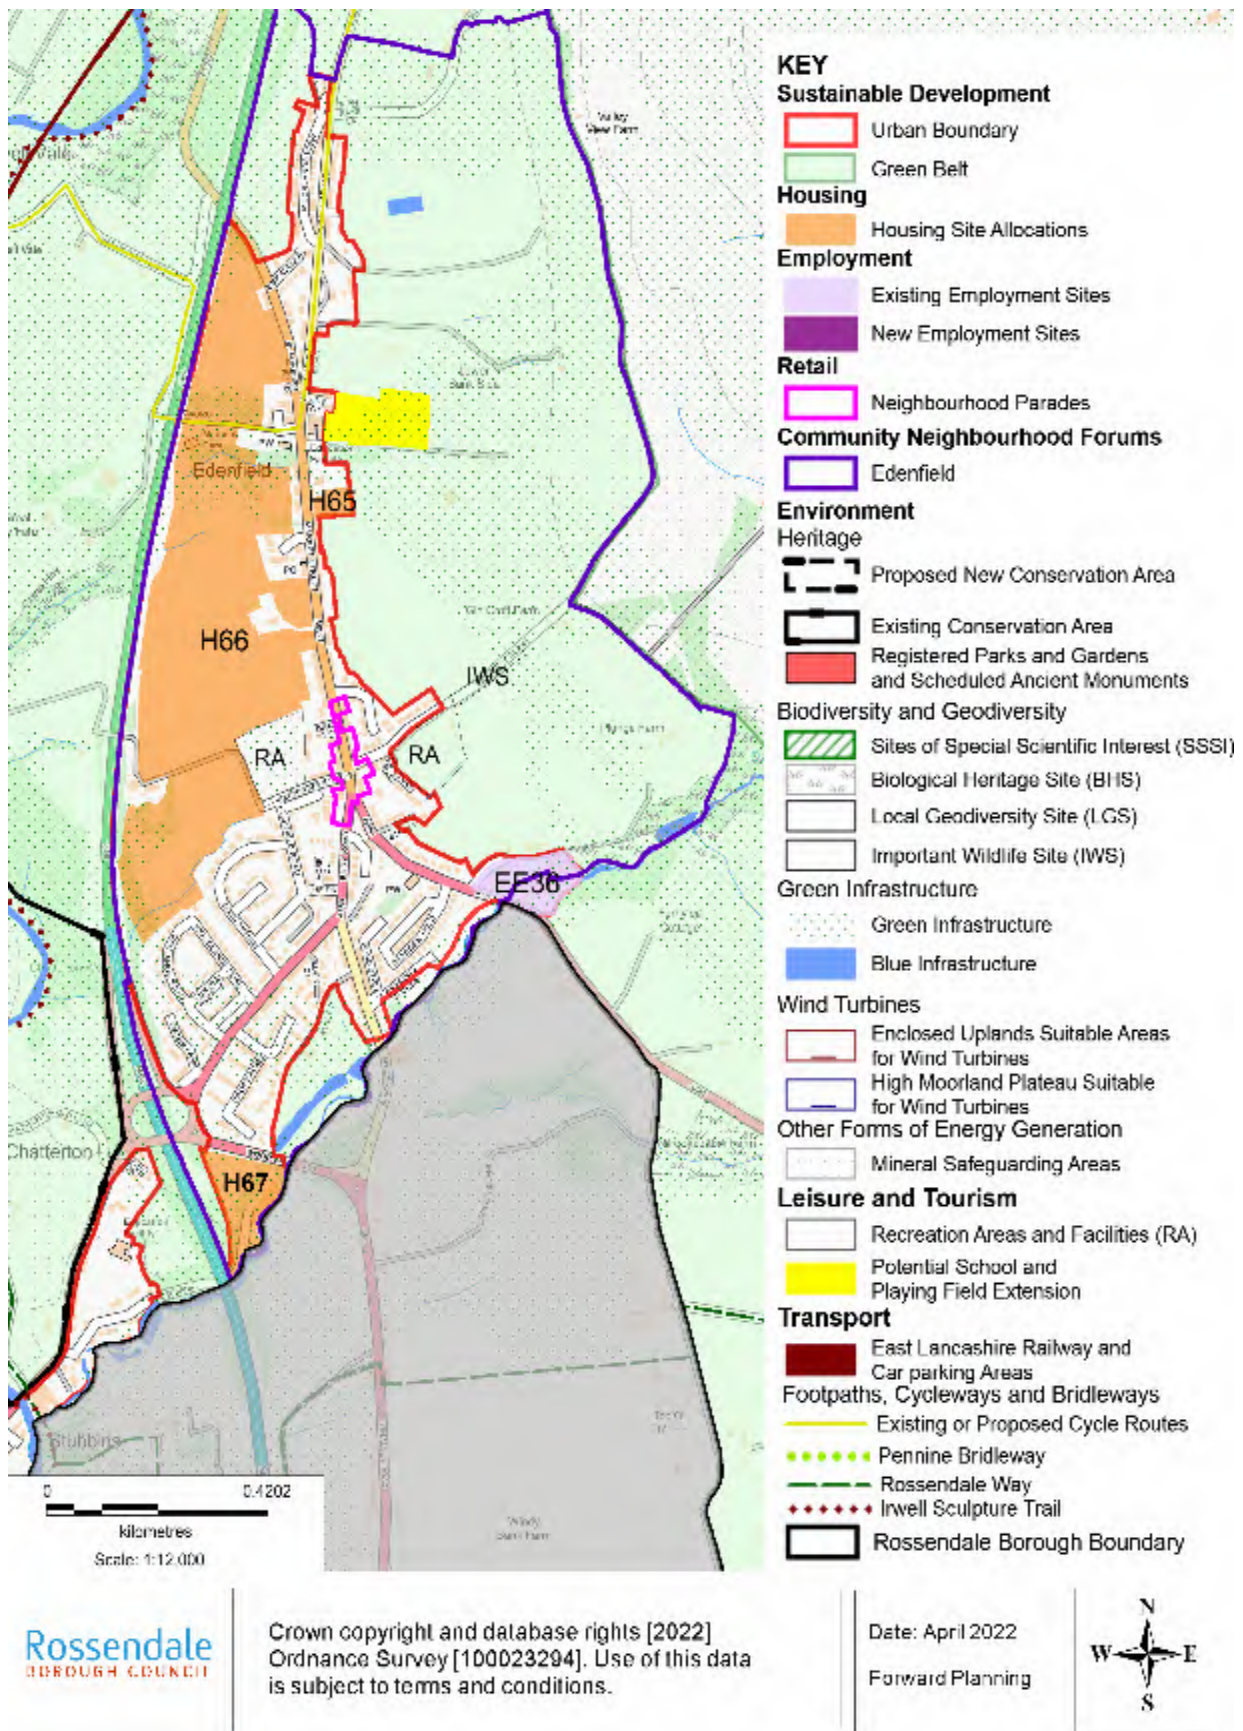 Valley
View Farm
Edenfield
H65
PO
H66
IWS
RA
RA
EE36
Chatterton
H67
Stubbins
0 0.4202
kilometres
Scale: 1:12,000
KEY
Sustainable Development
Urban Boundary
Green Belt
Housing
Housing Site Allocations
Employment
Existing Employment Sites
New Employment Sites
Retail
Neighbourhood Parades
Community Neighbourhood Forums
Edenfield
Environment
Heritage
Proposed New Conservation Area
Existing Conservation Area
Registered Parks and Gardens
and Scheduled Ancient Monuments
Biodiversity and Geodiversity
Sites of Special Scientific Interest (SSSI)
Biological Heritage Site (BHS)
Local Geodiversity Site (LGS)
Important Wildlife Site (IWS)
Green Infrastructure
Green Infrastructure
Blue Infrastructure
Wind Turbines
Enclosed Uplands Suitable Areas
for Wind Turbines
High Moorland Plateau Suitable
for Wind Turbines
Other Forms of Energy Generation
Mineral Safeguarding Areas
Leisure and Tourism
Recreation Areas and Facilities (RA)
Potential School and
Playing Field Extension
Transport
East Lancashire Railway and
Car parking Areas
Footpaths, Cycleways and Bridleways
Existing or Proposed Cycle Routes
Pennine Bridleway
Rossendale Way
Irwell Sculpture Trail
Rossendale Borough Boundary
Rossendale
BOROUGH COUNCIL
Crown copyright and database rights [2022]
Ordnance Survey [100023294]. Use of this data
is subject to terms and conditions.
Date: April 2022
Forward Planning
N
W E
S